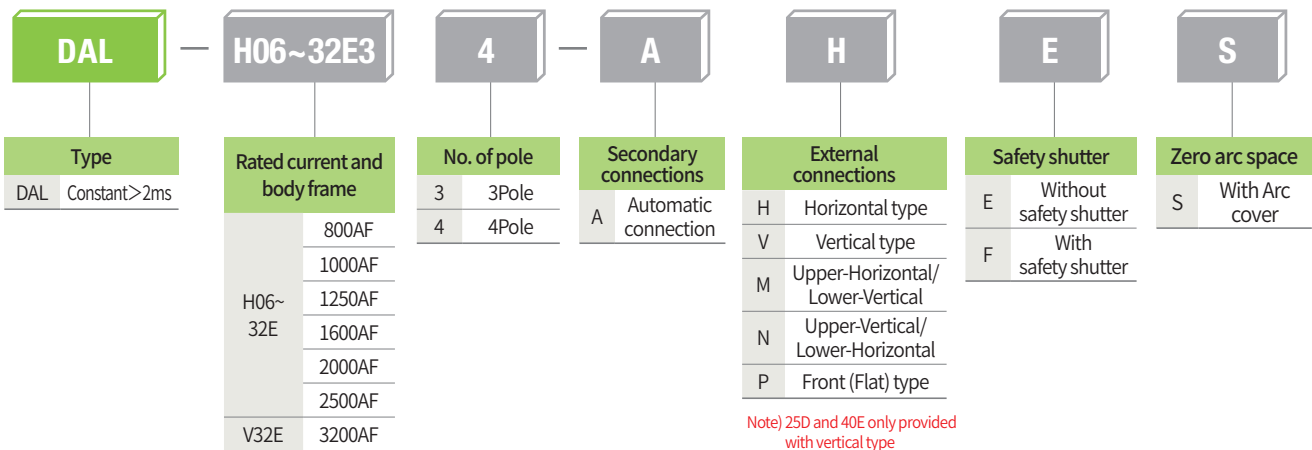 DAL — H06~32E3 4 — A H E S
Type
DAL Constant>2ms
Rated current and
body frame
H06~
32E
800AF
1000AF
1250AF
1600AF
2000AF
2500AF
V32E 3200AF
No. of pole
3 3Pole
4 4Pole
Secondary
connections
A Automatic
connection
External
connections
H Horizontal type
V Vertical type
M Upper-Horizontal/
Lower-Vertical
N Upper-Vertical/
Lower-Horizontal
P Front (Flat) type
Note) 25D and 40E only provided
with vertical type
Safety shutter
E Without
safety shutter
F With
safety shutter
Zero arc space
S With Arc
cover